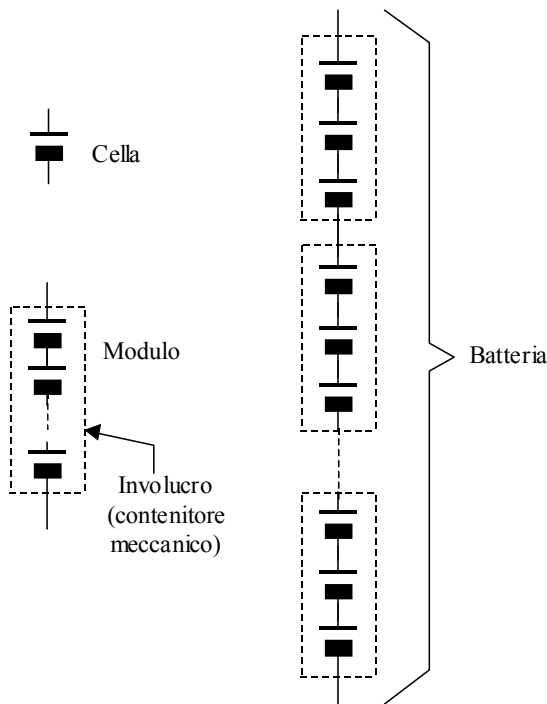 Cella
Modulo
Batteria
Involucro
(contenitore
meccanico)